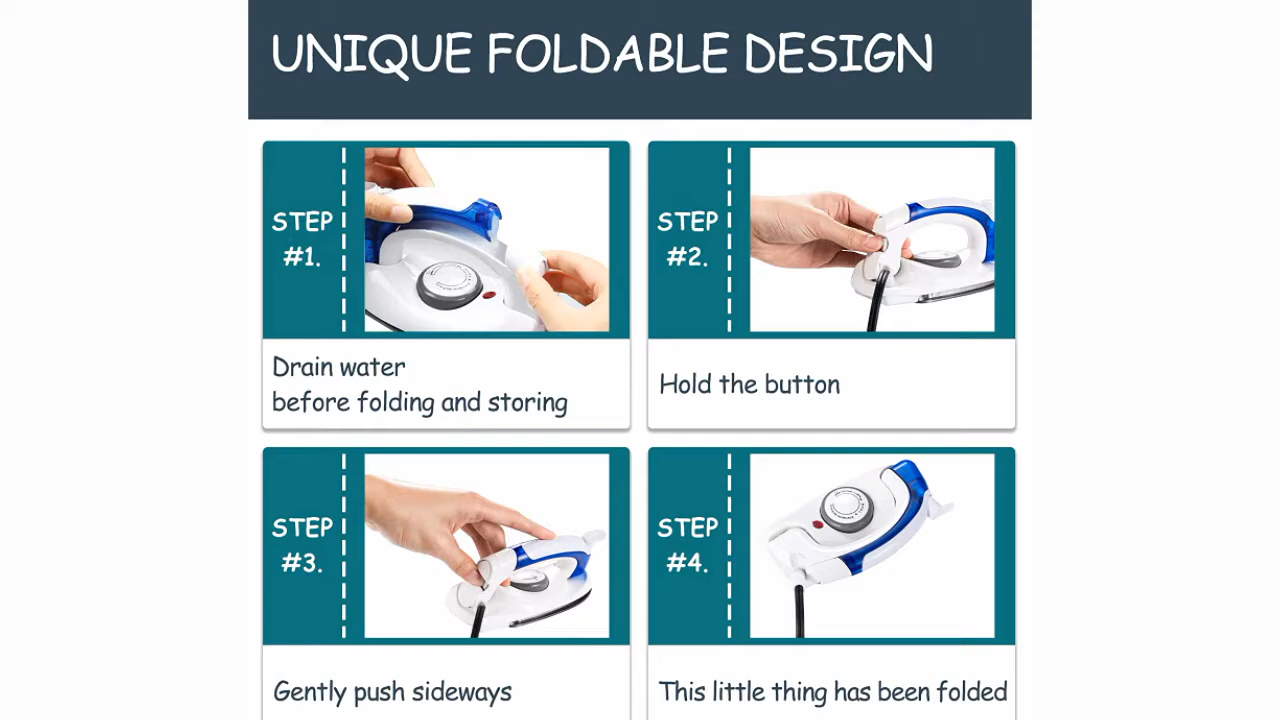 UNIQUE FOLDABLE DESIGN
STEP
#1.
Drain water
before folding and storing
STEP
#2.
Hold the button
STEP
#3.
Gently push sideways
STEP
#4.
This little thing has been folded